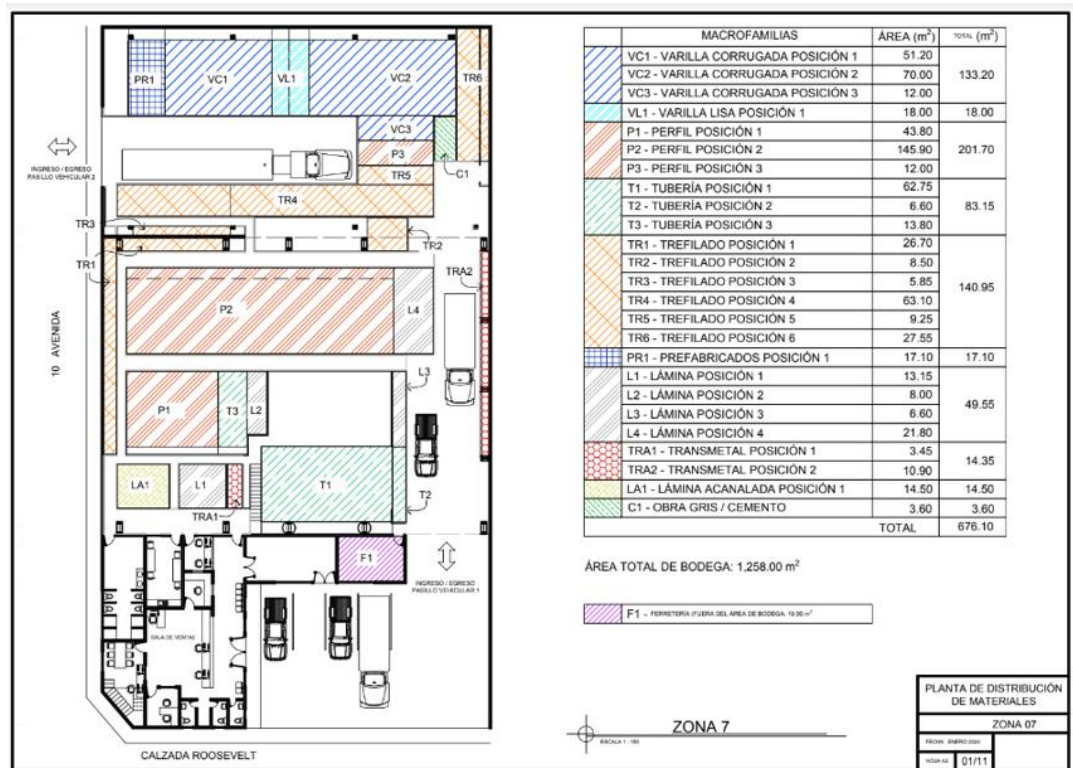 PR1
VC1
VL1
VC2
TR6
VC3
P3
C1
TR5
TR4
INGRESO / EGRESO
PASILLO VEHICULAR 2
TR3
TR2
TR1
TRA2
P2
L4
10 AVENIDA
L3
P1
T3
L2
LA1
L1
T1
TRA1
T2
F1
INGRESO / EGRESO
PASILLO VEHICULAR 1
SALA DE VENTAS
CALZADA ROOSEVELT
MACROFAMILIAS ÁREA (m²) TOTAL (m²)
VC1 - VARILLA CORRUGADA POSICIÓN 1 51.20
VC2 - VARILLA CORRUGADA POSICIÓN 2 70.00 133.20
VC3 - VARILLA CORRUGADA POSICIÓN 3 12.00
VL1 - VARILLA LISA POSICIÓN 1 18.00 18.00
P1 - PERFIL POSICIÓN 1 43.80
P2 - PERFIL POSICIÓN 2 145.90 201.70
P3 - PERFIL POSICIÓN 3 12.00
T1 - TUBERÍA POSICIÓN 1 62.75
T2 - TUBERÍA POSICIÓN 2 6.60 83.15
T3 - TUBERÍA POSICIÓN 3 13.80
TR1 - TREFILADO POSICIÓN 1 26.70
TR2 - TREFILADO POSICIÓN 2 8.50
TR3 - TREFILADO POSICIÓN 3 5.85 140.95
TR4 - TREFILADO POSICIÓN 4 63.10
TR5 - TREFILADO POSICIÓN 5 9.25
TR6 - TREFILADO POSICIÓN 6 27.55
PR1 - PREFABRICADOS POSICIÓN 1 17.10 17.10
L1 - LÁMINA POSICIÓN 1 13.15
L2 - LÁMINA POSICIÓN 2 8.00 49.55
L3 - LÁMINA POSICIÓN 3 6.60
L4 - LÁMINA POSICIÓN 4 21.80
TRA1 - TRANSMETAL POSICIÓN 1 3.45 14.35
TRA2 - TRANSMETAL POSICIÓN 2 10.90
LA1 - LÁMINA ACANALADA POSICIÓN 1 14.50 14.50
C1 - OBRA GRIS / CEMENTO 3.60 3.60
TOTAL 676.10
ÁREA TOTAL DE BODEGA: 1,258.00 m²
F1 - FERRETERÍA (FUERA DEL ÁREA DE BODEGA: m²
ZONA 7
ESCALA 1 :
PLANTA DE DISTRIBUCIÓN
DE MATERIALES
ZONA 07
FECHA: ENERO
HOJA 01/11